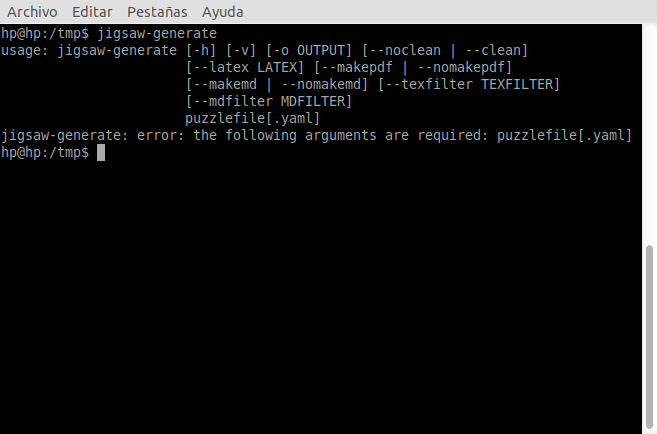 Archivo Editar Pestañas Ayuda
hp@hp:/tmp$ jigsaw-generate
usage: jigsaw-generate [-h] [-v] [-o OUTPUT] [--noclean | --clean]
[--latex LATEX] [--makepdf | --nomakepdf]
[--makemd | --nomakemd] [--texfilter TEXFILTER]
[--mdfilter MDFILTER]
puzzlefile[.yaml]
jigsaw-generate: error: the following arguments are required: puzzlefile[.yaml]
hp@hp:/tmp$